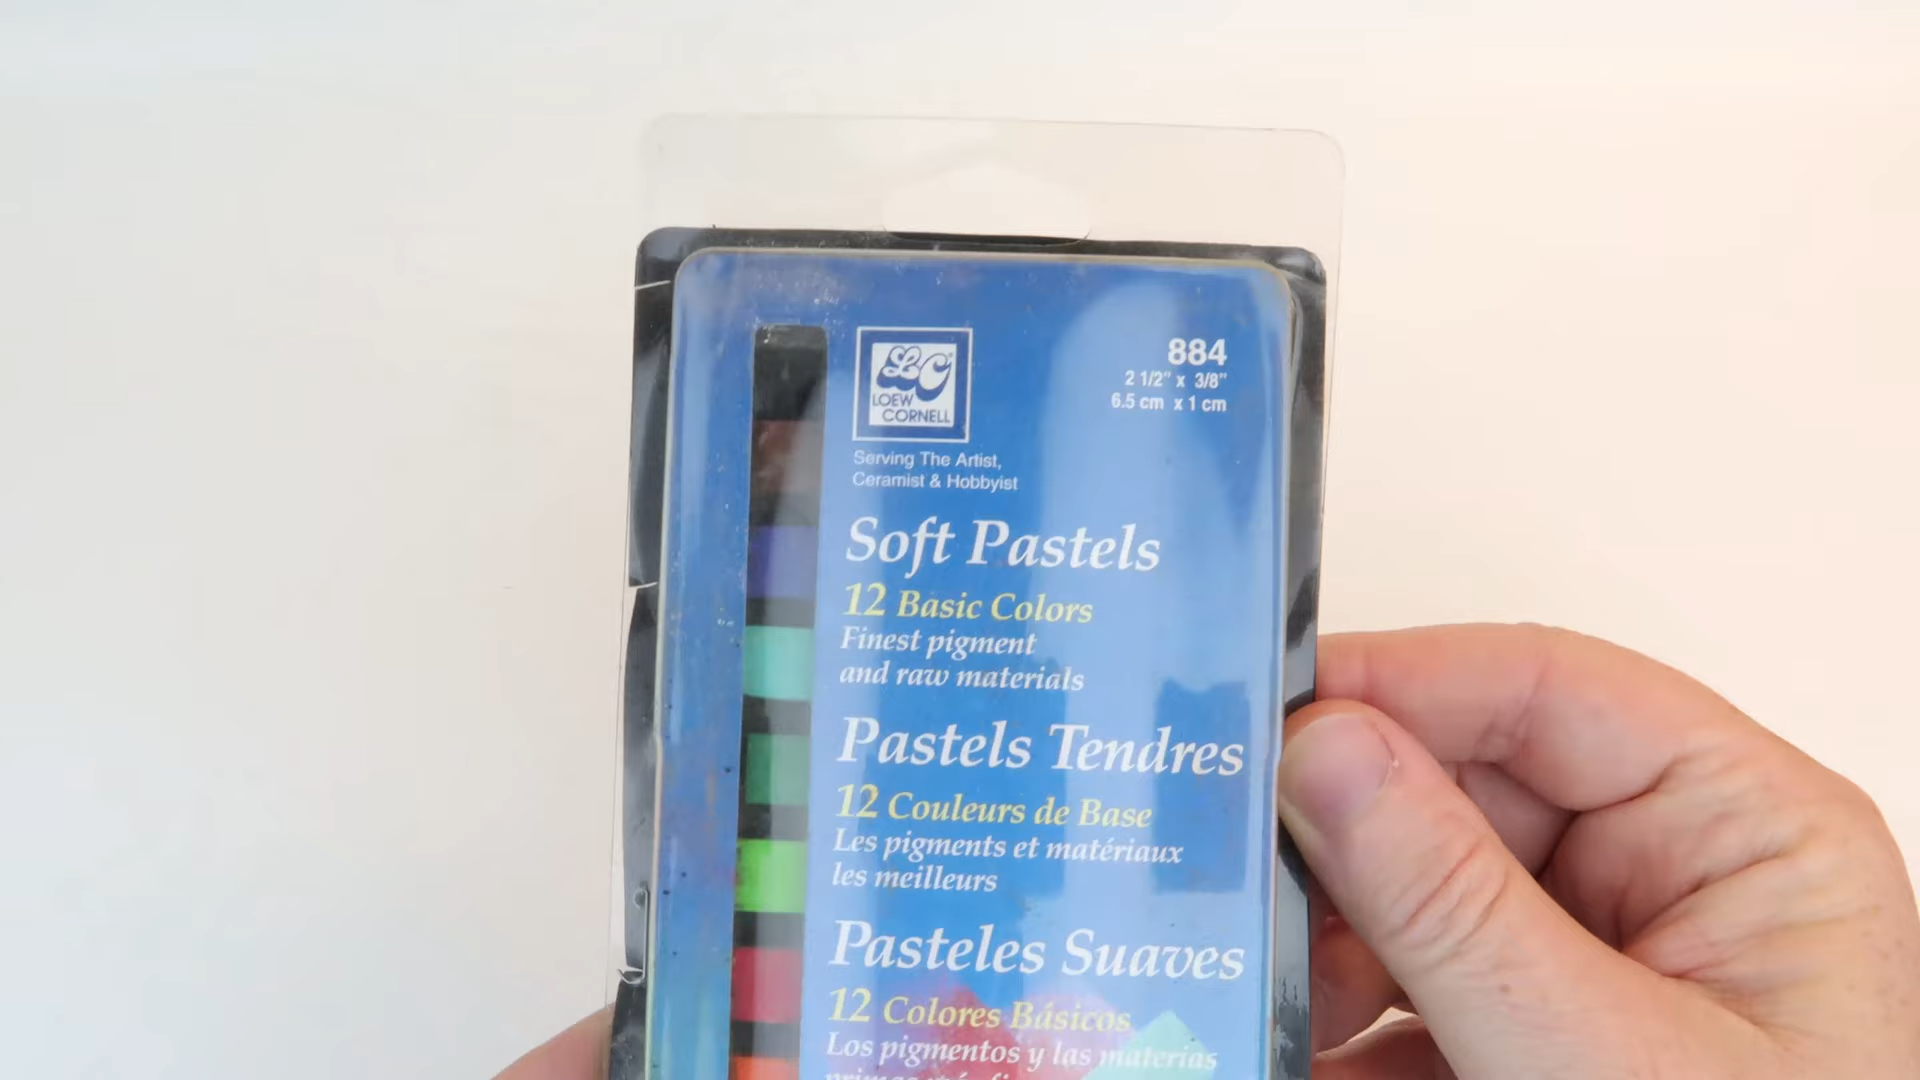 LC
LOEW
CORNELL
Serving The Artist,
Ceramist & Hobbyist
884
2 1/2" x 3/8"
6.5 cm x 1 cm
Soft Pastels
12 Basic Colors
Finest pigment
and raw materials
Pastels Tendres
12 Couleurs de Base
Les pigments et matériaux
les meilleurs
Pasteles Suaves
12 Colores Básicos
Los pigmentos y las materias
primas